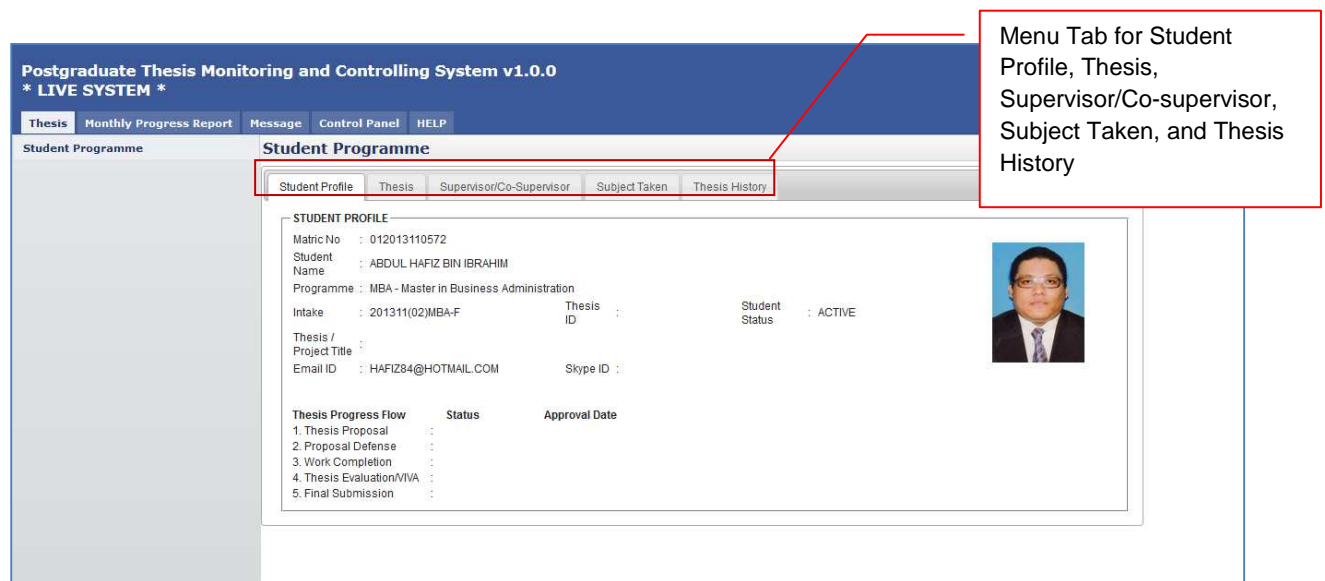 Menu Tab for Student
Profile, Thesis,
Supervisor/Co-supervisor,
Subject Taken, and Thesis
History
Postgraduate Thesis Monitoring and Controlling System v1.0.0
* LIVE SYSTEM *
Thesis Monthly Progress Report Message Control Panel HELP
Student Programme
Student Programme
Student Profile Thesis Supervisor/Co-Supervisor Subject Taken Thesis History
STUDENT PROFILE
Matric No : 012013110572
Student Name : ABDUL HAFIZ BIN IBRAHIM
Programme : MBA - Master in Business Administration
Intake : 201311(02)MBA-F Thesis ID : Student Status : ACTIVE
Thesis / Project Title :
Email ID : HAFIZ84@HOTMAIL.COM Skype ID :
Thesis Progress Flow Status Approval Date
1. Thesis Proposal :
2. Proposal Defense :
3. Work Completion :
4. Thesis Evaluation/VIVA :
5. Final Submission :